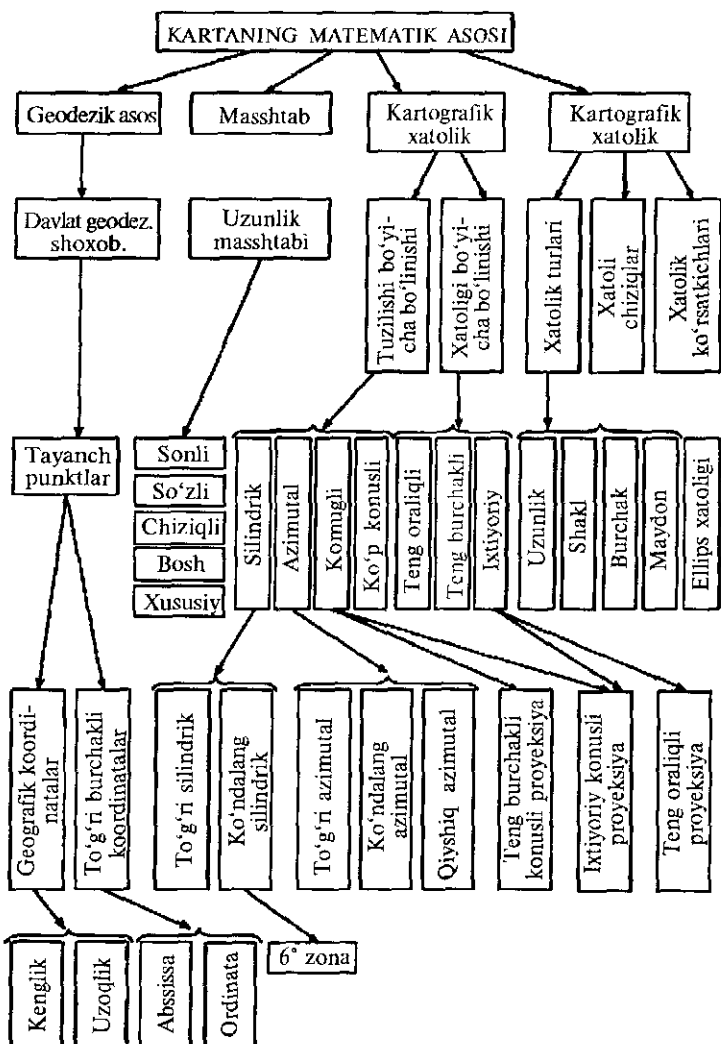 KARTANING MATEMATIK ASOSI
Geodezik asos
Masshtab
Kartografik
xatolik
Kartografik
xatolik
Davlat geodez.
shoxob.
Uzunlik
masshtabi
Tuzilishi bo‘yi-
cha bo‘linishi
Xatoligi bo‘yi-
cha bo‘linishi
Xatolik turlari
Xatoli
chiziqlar
Xatolik
ko‘rsatkichlari
Tayanch
punktlar
Sonli
So‘zli
Chiziqli
Bosh
Xususiy
Silindrik
Azimutal
Komugli
Ko‘p konusli
Teng oraliqli
Teng burchakli
Ixtiyoriy
Uzunlik
Shakl
Burchak
Maydon
Ellips xatoligi
Geografik koordi-
natalar
To‘g‘ri burchakli
koordinatalar
To‘g‘ri silindrik
Ko‘ndalang
silindrik
To‘g‘ri azimutal
Ko‘ndalang
azimutal
Qiyshiq azimutal
Teng burchakli
konusli proyeksiya
Ixtiyoriy konusli
proyeksiya
Teng oraliqli
proyeksiya
Kenglik
Uzoqlik
Abssissa
Ordinata
6° zona